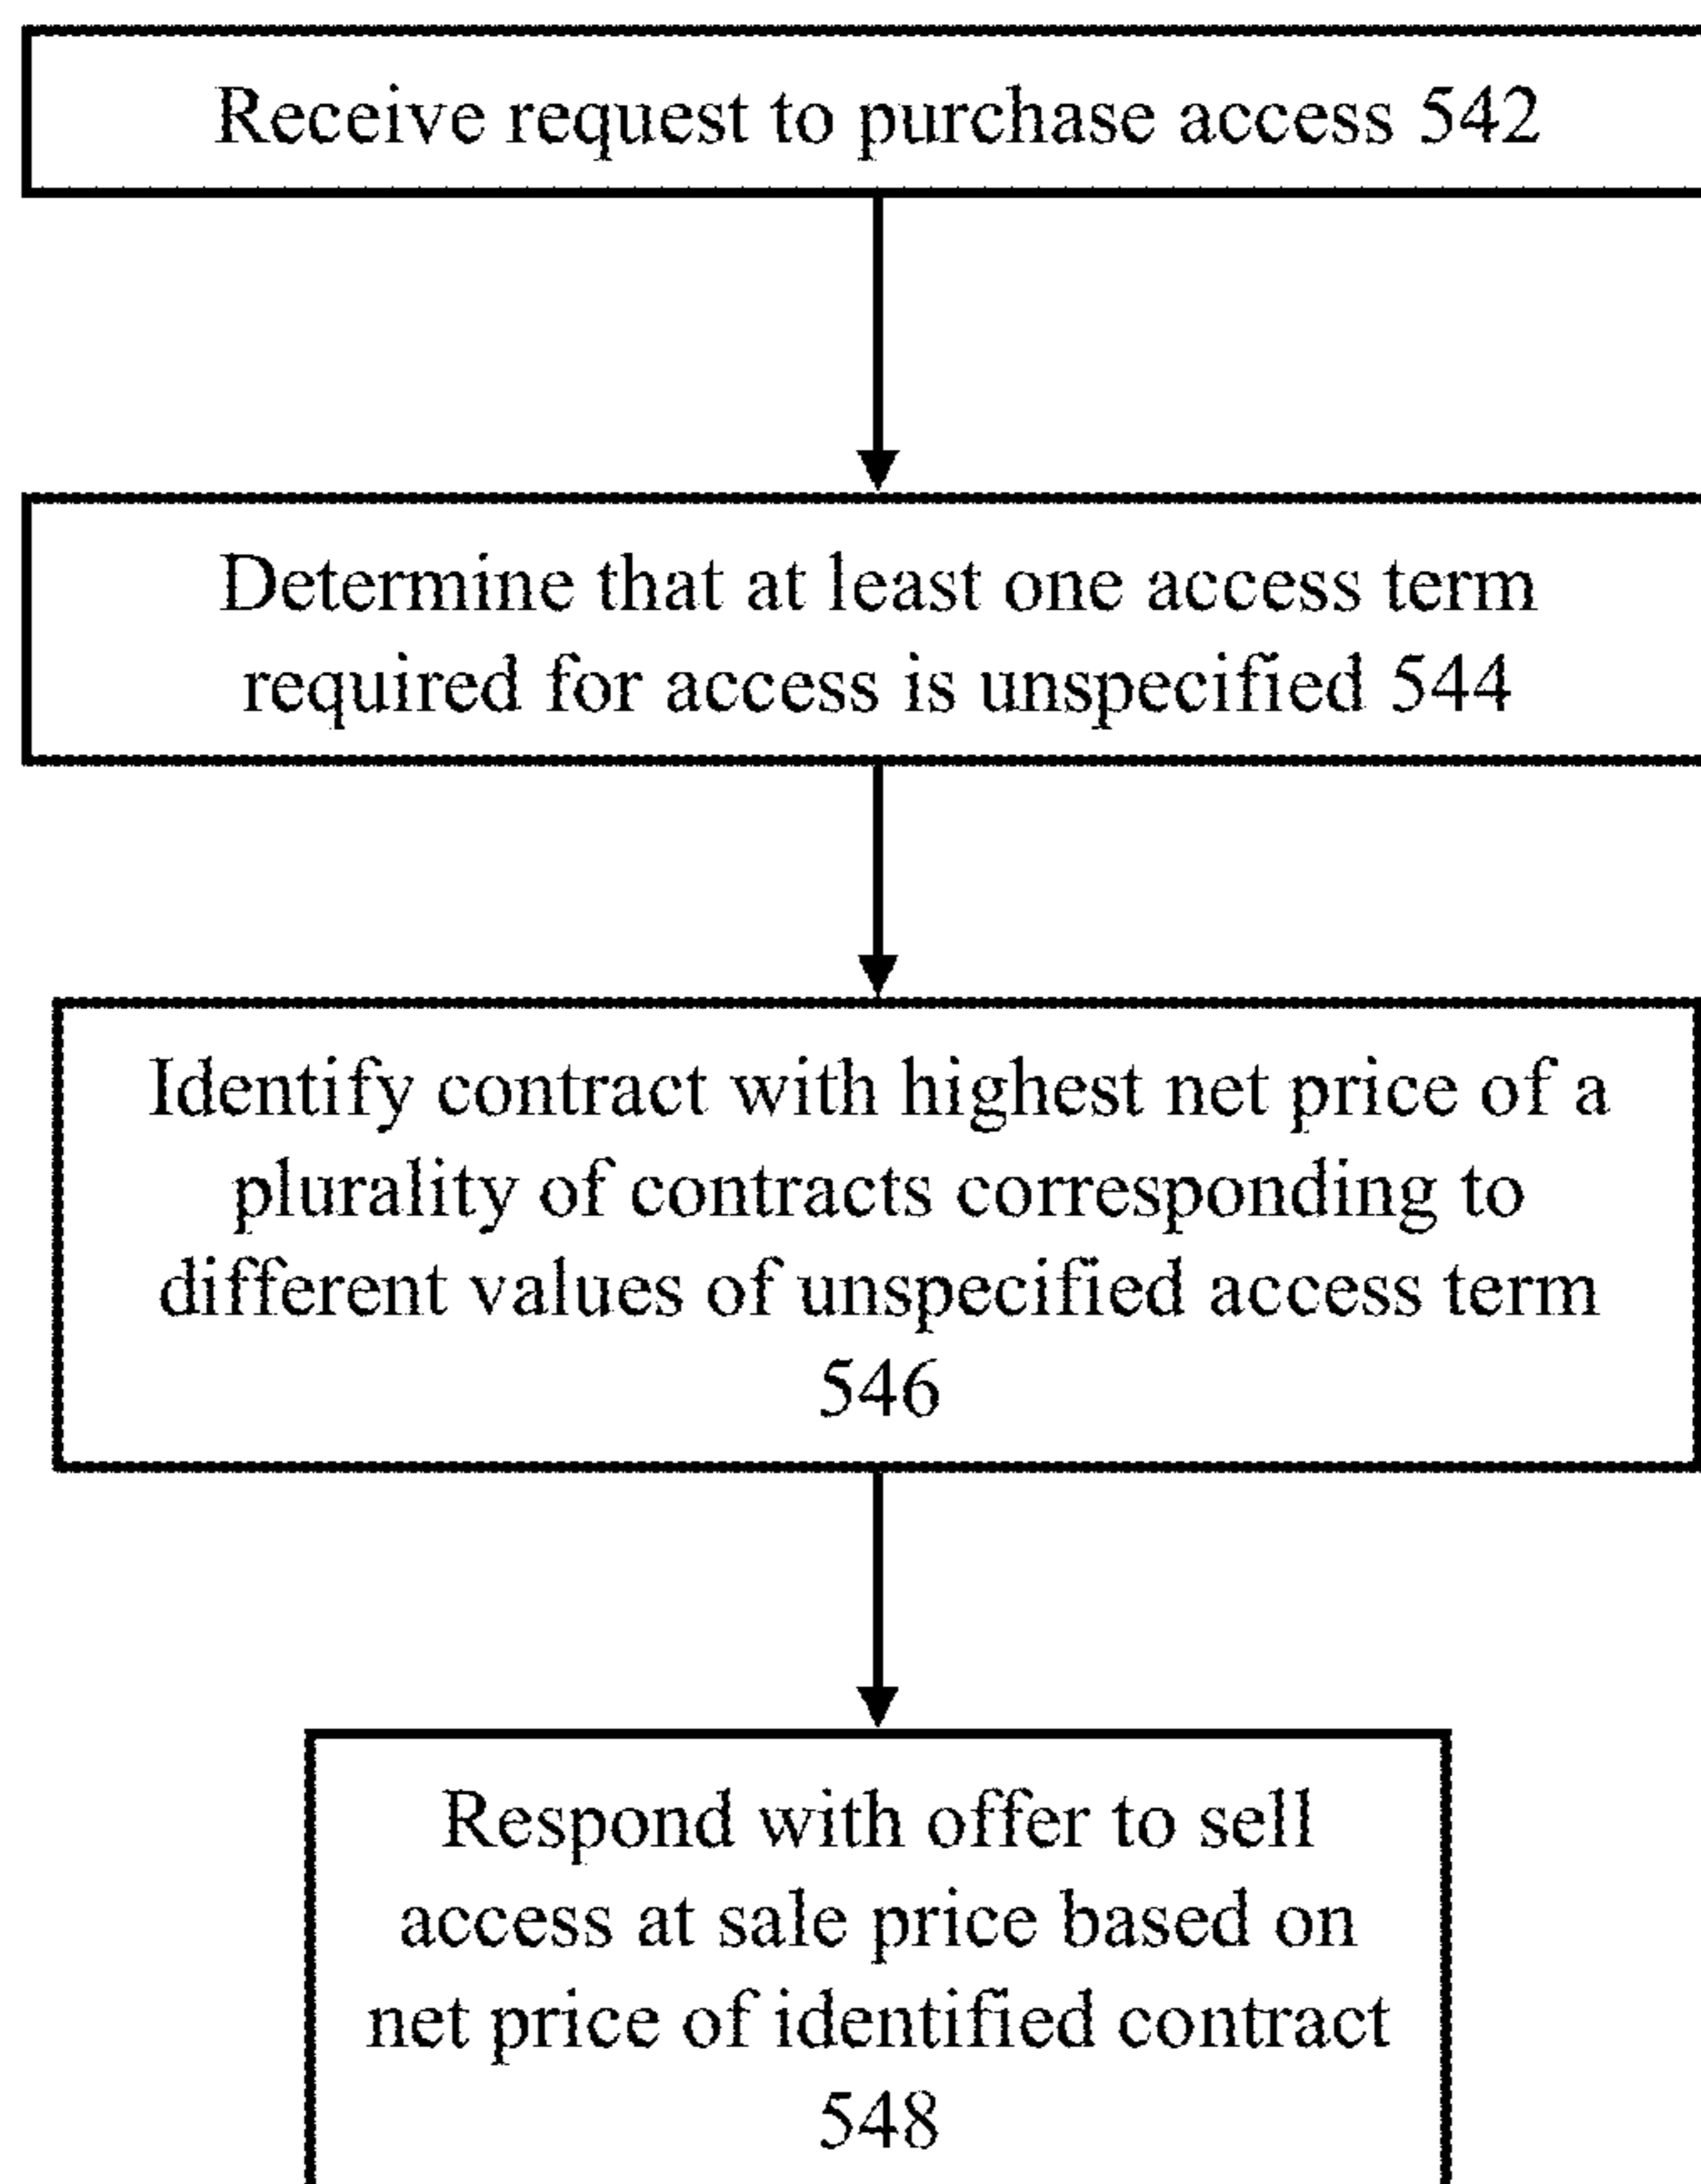 Receive request to purchase access 542
Determine that at least one access term
required for access is unspecified 544
Identify contract with highest net price of a
plurality of contracts corresponding to
different values of unspecified access term
546
Respond with offer to sell
access at sale price based on
net price of identified contract
548